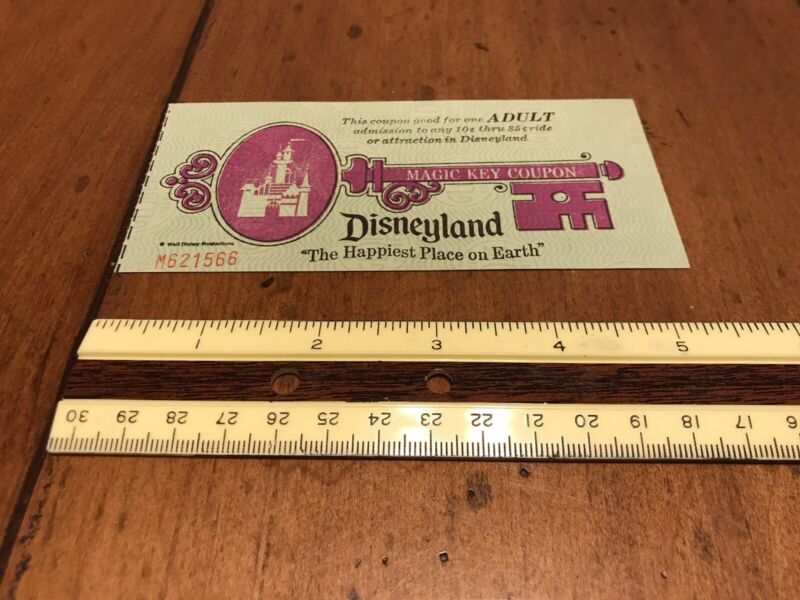 This coupon good for one ADULT
admission to any 10¢ thru 85¢ ride
or attraction in Disneyland
MAGIC KEY COUPON
Disneyland
"The Happiest Place on Earth"
© Walt Disney Productions
M621566
1 2 3 4 5
30 29 28 27 26 25 24 23 22 21 20 19 18 17 16